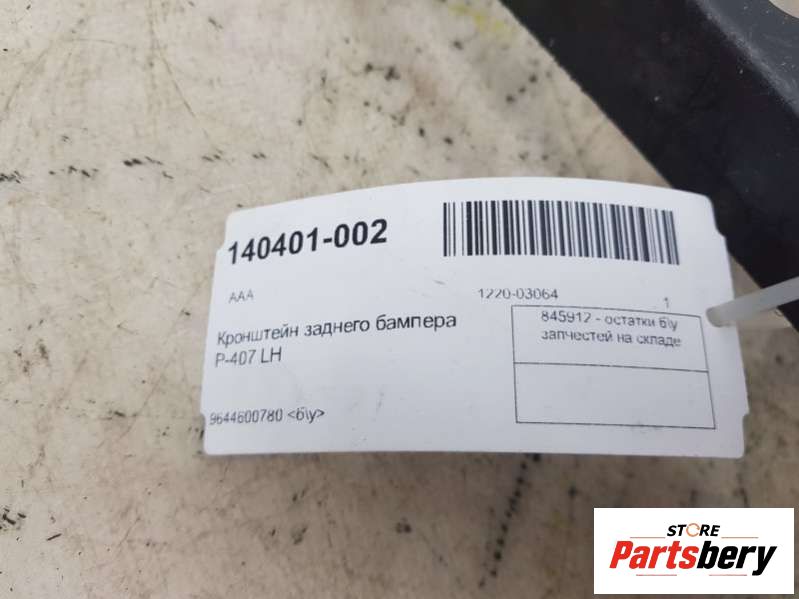 140401-002
AAA
1220-03064
1
Кронштейн заднего бампера
P-407 LH
845912 - остатки б\у
запчестей на складе
9644600780 <б\у>
STORE
Partsbery